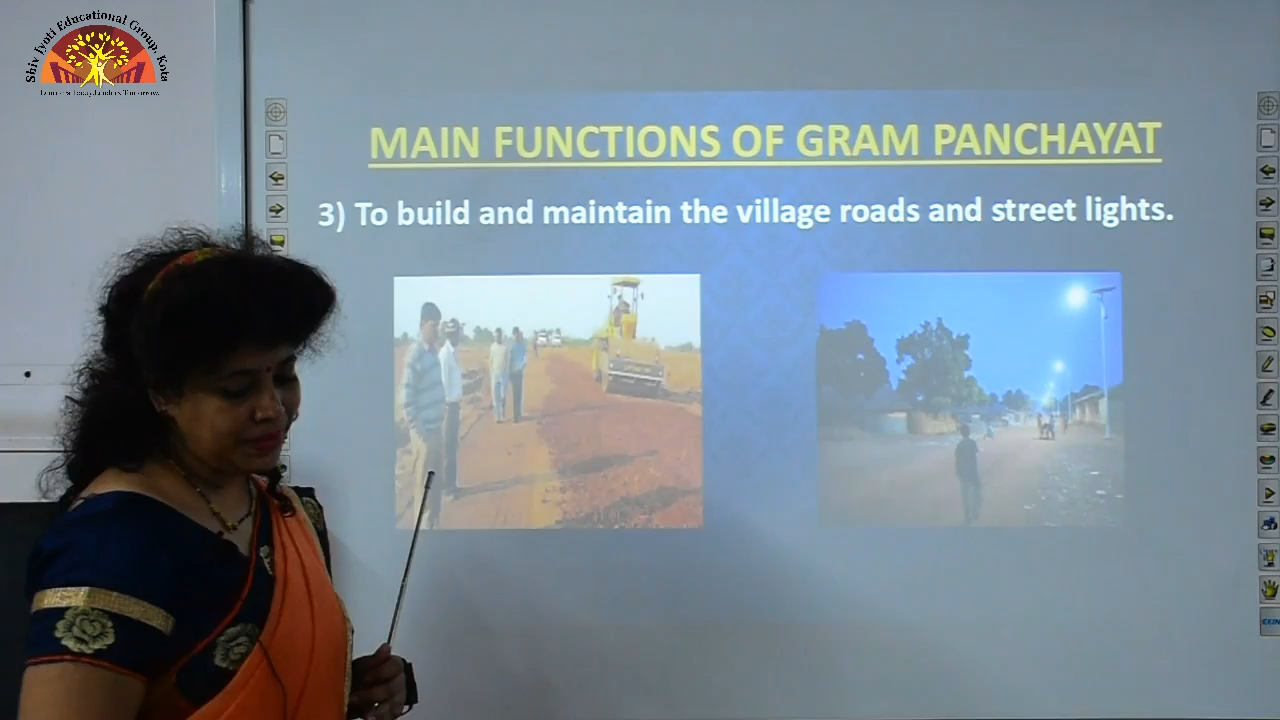 Shiv Jyoti Educational Group, Kota
MAIN FUNCTIONS OF GRAM PANCHAYAT
3) To build and maintain the village roads and street lights.